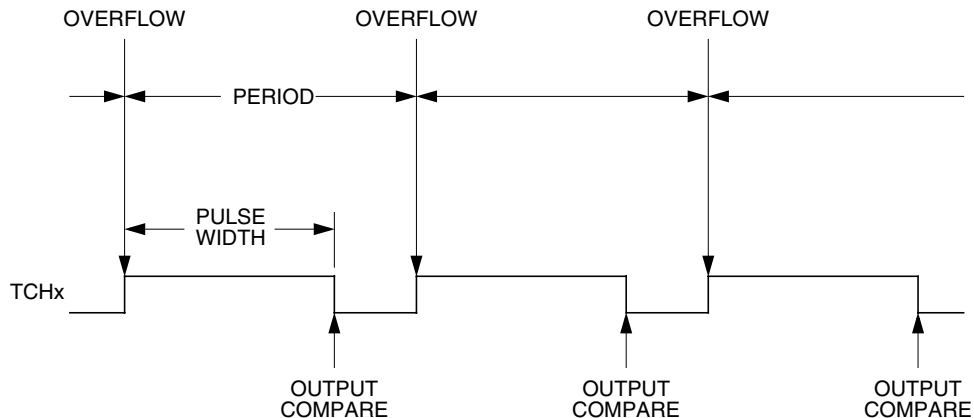 OVERFLOW OVERFLOW OVERFLOW
PERIOD
PULSE
WIDTH
TCHx
OUTPUT
COMPARE
OUTPUT
COMPARE
OUTPUT
COMPARE